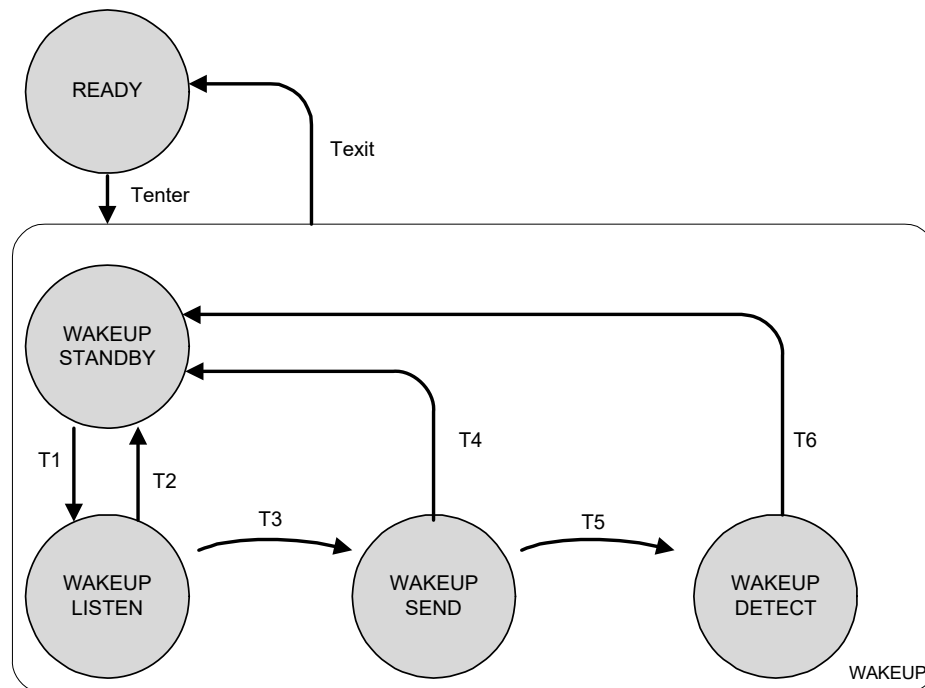 READY
Texit
Tenter
WAKEUP
STANDBY
T1
T2
T4
T6
T3
T5
WAKEUP
LISTEN
WAKEUP
SEND
WAKEUP
DETECT
WAKEUP